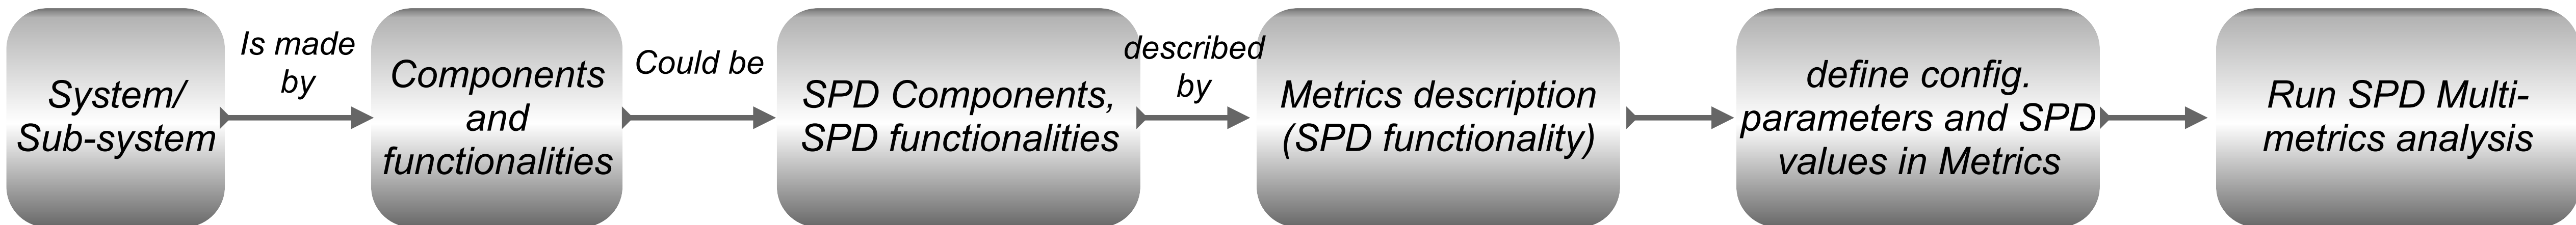 System/
Sub-system
Is made
by
Components
and
functionalities
Could be
SPD Components,
SPD functionalities
described
by
Metrics description
(SPD functionality)
define config.
parameters and SPD
values in Metrics
Run SPD Multi-
metrics analysis